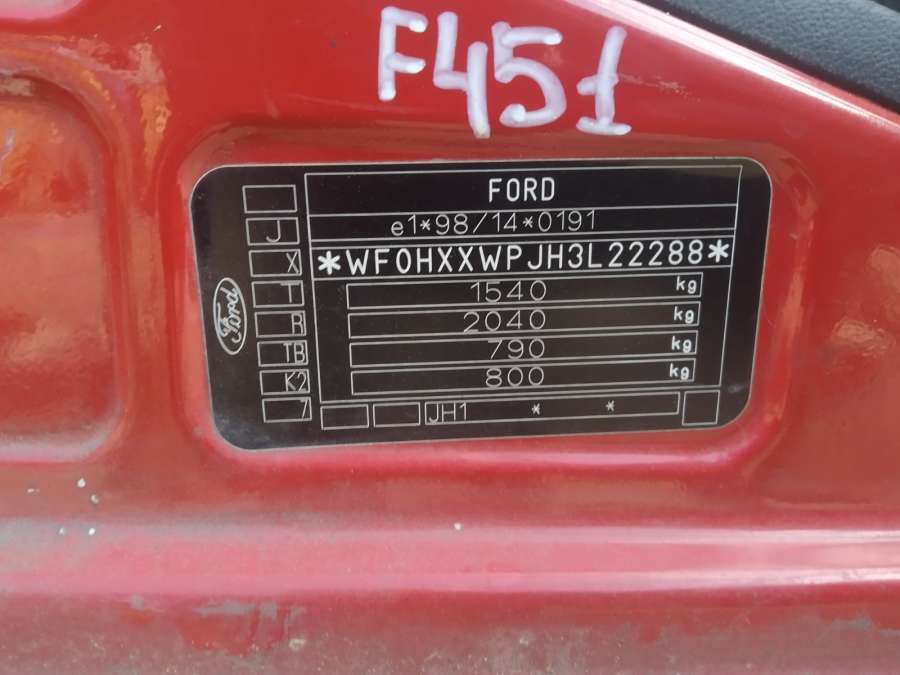 F451
FORD
e1*98/14*0191
*WF0HXXWPJH3L22288*
1540 kg
2040 kg
790 kg
800 kg
JH1 * *
J
X
T
R
TB
K2
7
Ford